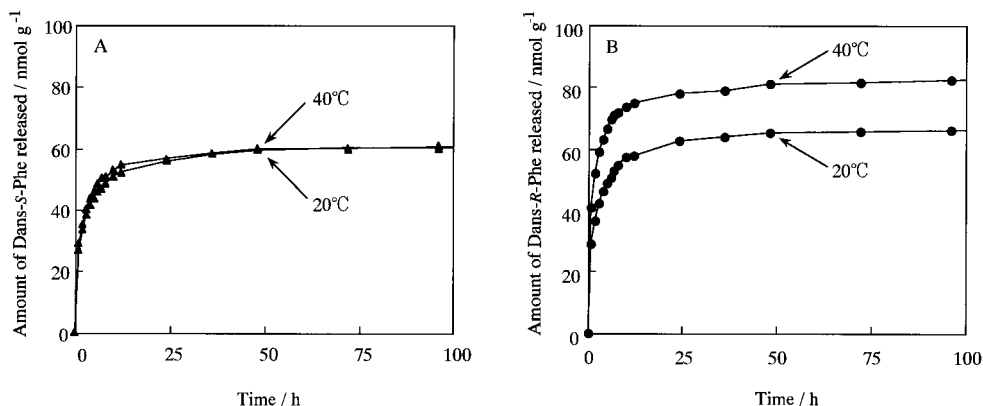 A
Amount of Dans-S-Phe released / nmol g⁻¹
100
80
60
40
20
0
40℃
20℃
0 25 50 75 100
Time / h
B
Amount of Dans-R-Phe released / nmol g⁻¹
100
80
60
40
20
0
40℃
20℃
0 25 50 75 100
Time / h